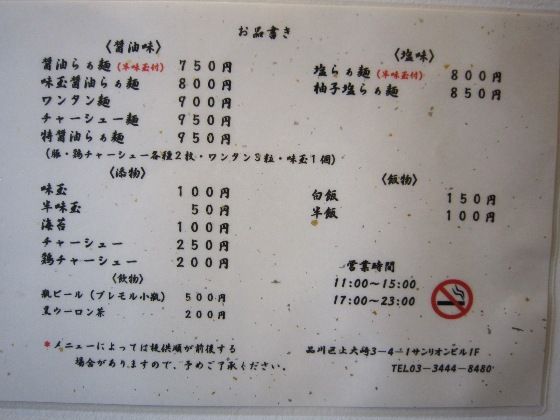 お品書き
〈醤油味〉
醤油らぁ麺(半味玉付) 750円
味玉醤油らぁ麺 800円
ワンタン麺 900円
チャーシュー麺 950円
特醤油らぁ麺 950円
(豚・鶏チャーシュー各種2枚・ワンタン3粒・味玉1個)
〈塩味〉
塩らぁ麺(半味玉付) 800円
柚子塩らぁ麺 850円
〈添物〉
味玉 100円
半味玉 50円
海苔 100円
チャーシュー 250円
鶏チャーシュー 200円
〈飯物〉
白飯 150円
半飯 100円
〈飲物〉
瓶ビール(プレモル小瓶) 500円
黒ウーロン茶 200円
営業時間
11:00~15:00
17:00~23:00
*メニューによっては提供順が前後する
場合がありますので、予めご了承ください。
品川区上大崎3-4-1サンリオンビル1F
TEL03-3444-8480